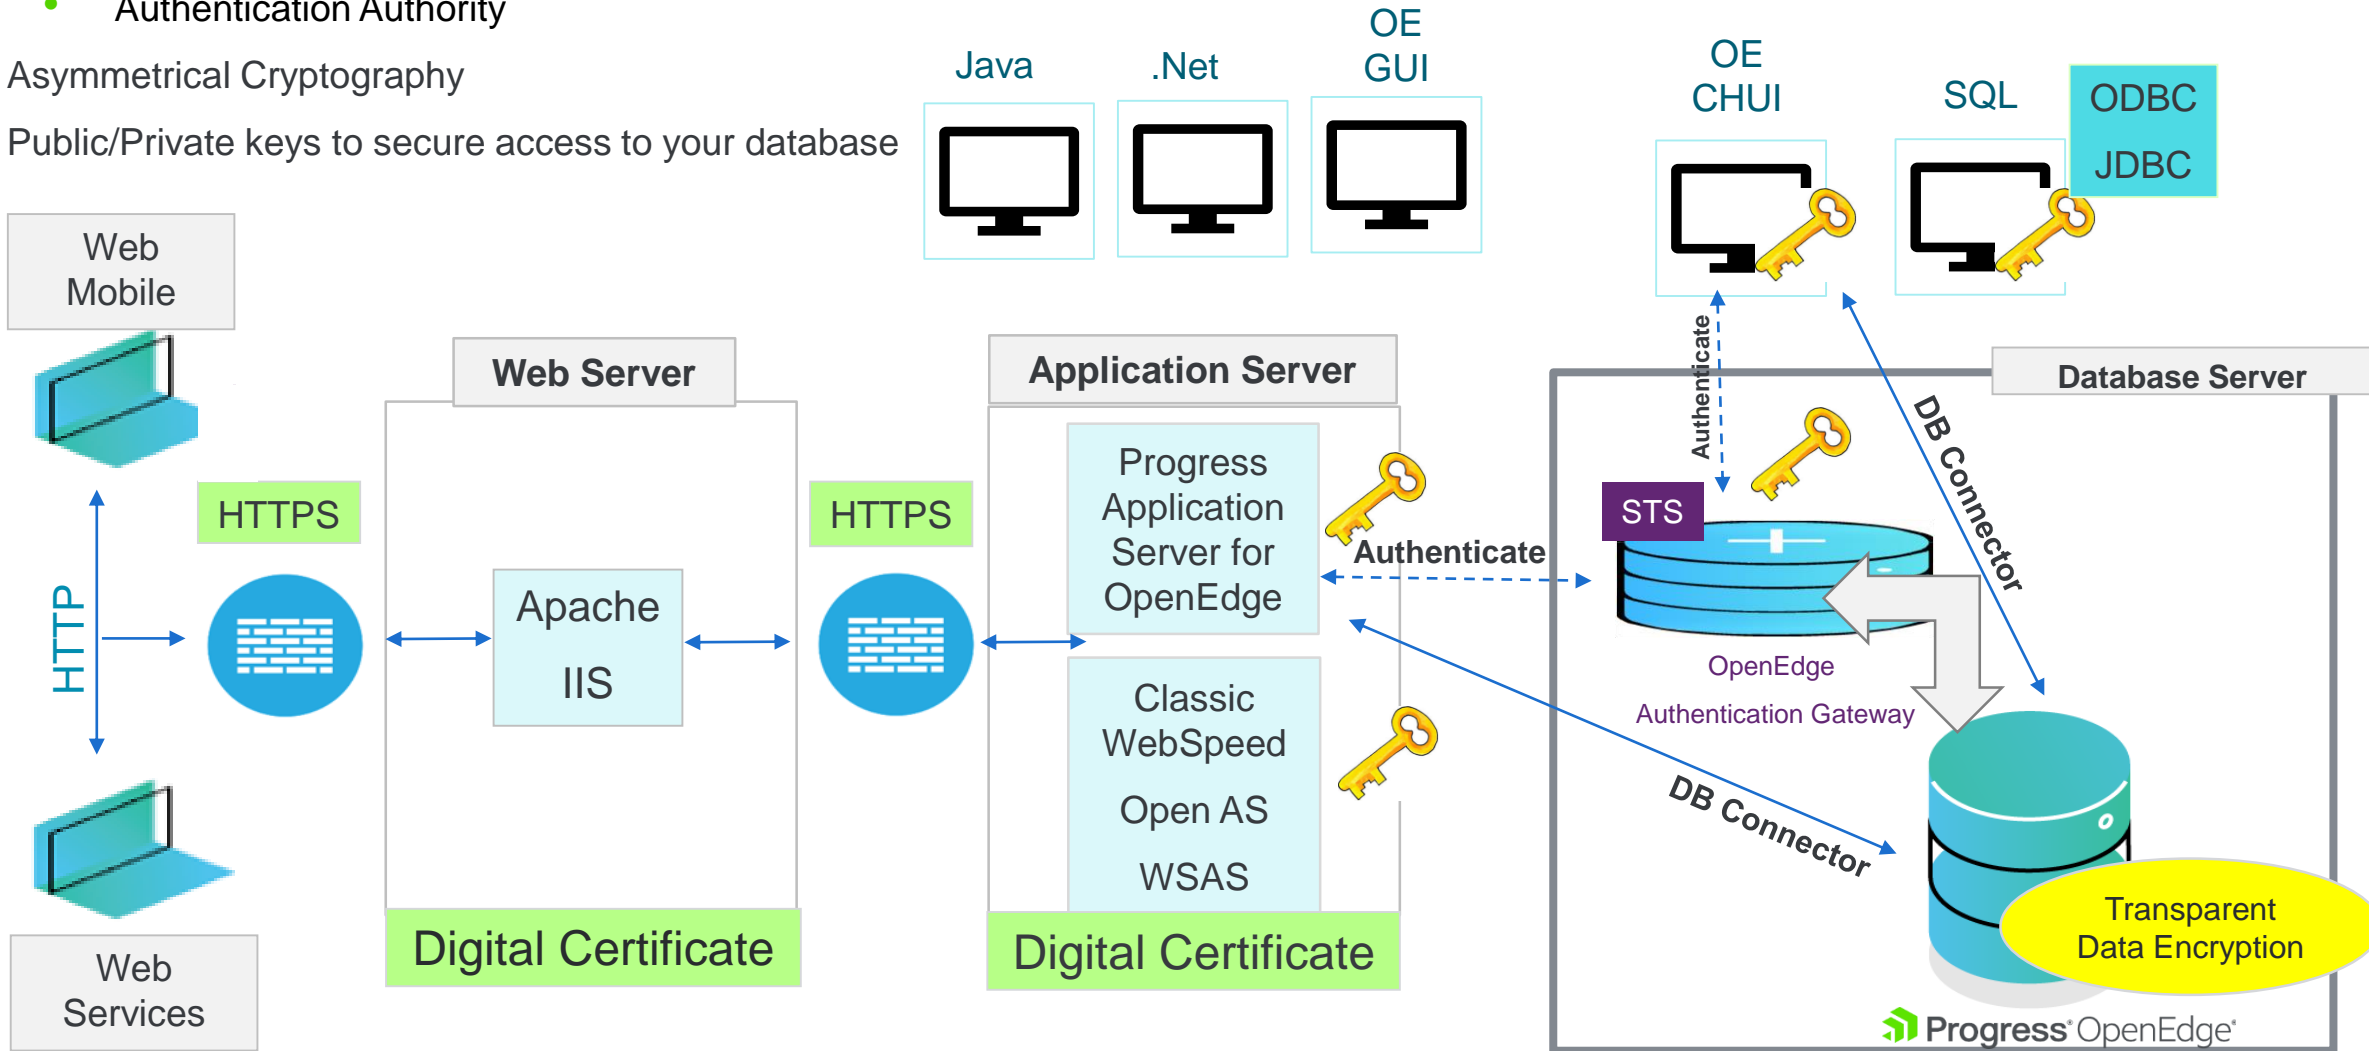 Authentication Authority
Asymmetrical Cryptography
Public/Private keys to secure access to your database
Java
.Net
OE
GUI
OE
CHUI
SQL
ODBC
JDBC
Web
Mobile
HTTP
Web
Services
HTTPS
Web Server
Apache
IIS
Digital Certificate
HTTPS
Application Server
Progress
Application
Server for
OpenEdge
Classic
WebSpeed
Open AS
WSAS
Digital Certificate
Authenticate
Authenticate
DB Connector
DB Connector
Database Server
STS
OpenEdge
Authentication Gateway
Transparent
Data Encryption
Progress® OpenEdge®